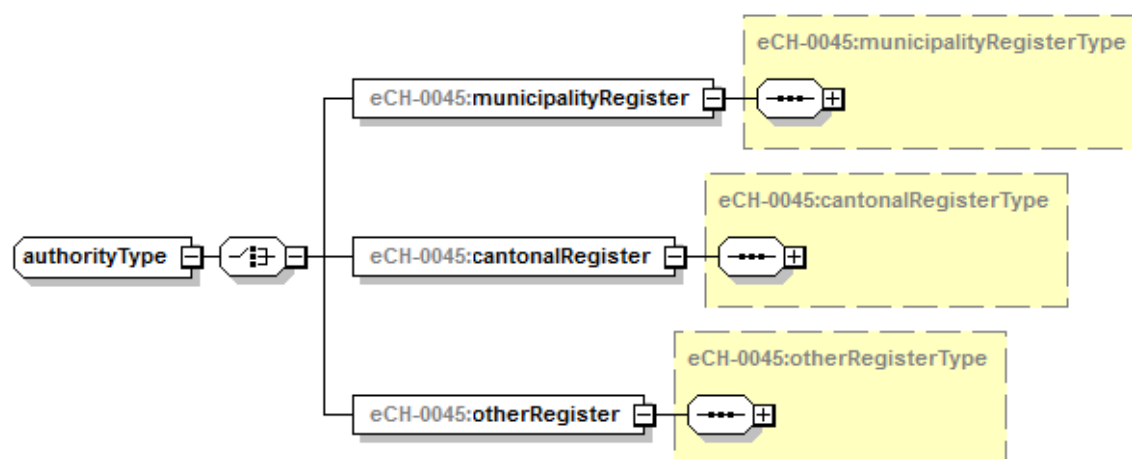 eCH-0045:municipalityRegisterType
eCH-0045:municipalityRegister
eCH-0045:cantonalRegisterType
authorityType
eCH-0045:cantonalRegister
eCH-0045:otherRegisterType
eCH-0045:otherRegister